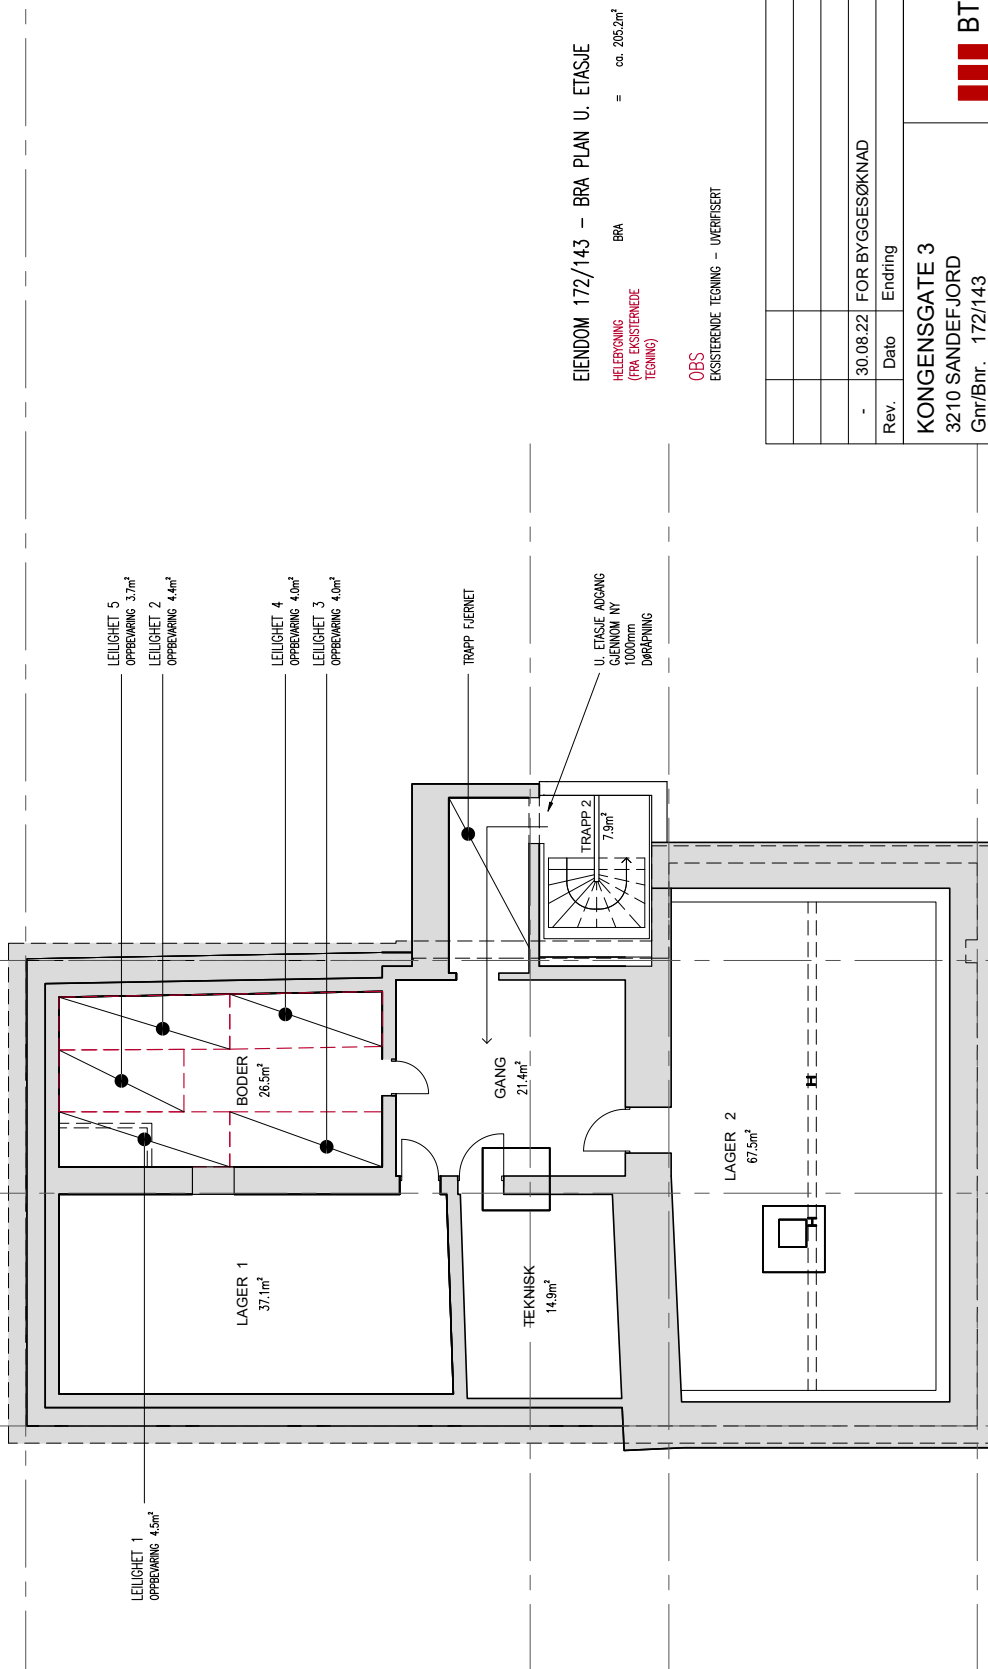 LEILIGHET 5
OPPBEVARING 3.7m²
LEILIGHET 2
OPPBEVARING 4.4m²
LEILIGHET 4
OPPBEVARING 4.0m²
LEILIGHET 3
OPPBEVARING 4.0m²
TRAPP FJERNET
U. ETASJE ADGANG
GJENNOM NY
1000mm
DØRÅPNING
LEILIGHET 1
OPPBEVARING 4.5m²
BODER
26.5m²
LAGER 1
37.1m²
GANG
21.4m²
TEKNISK
14.9m²
TRAPP 2
7.9m²
LAGER 2
67.5m²
EIENDOM 172/143 - BRA PLAN U. ETASJE
HELEBYGNING BRA = ca. 205.2m²
(FRA EKSISTERNEDE
TEGNING)
OBS
EKSISTERENDE TEGNING - UVERIFISERT
- 30.08.22 FOR BYGGESØKNAD
Rev. Dato Endring
KONGENSGATE 3
3210 SANDEFJORD
Gnr/Bnr. 172/143
BT